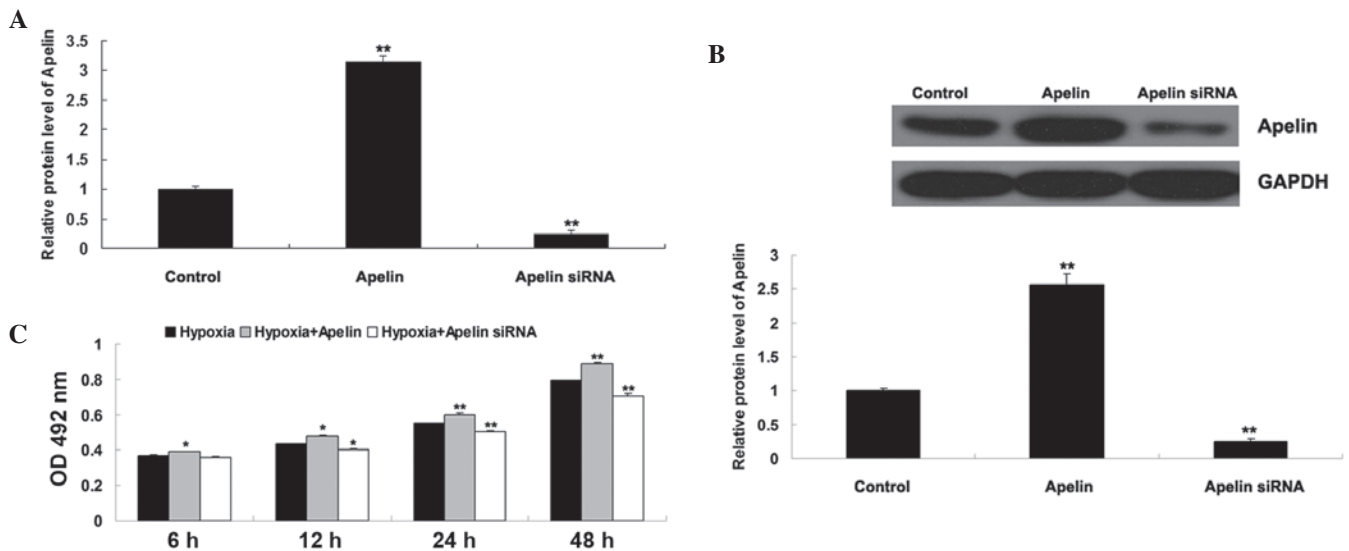 A
Relative protein level of Apelin
3.5
3
2.5
2
1.5
1
0.5
0
**
**
Control
Apelin
Apelin siRNA
B
Control
Apelin
Apelin siRNA
Apelin
GAPDH
Relative protein level of Apelin
3
2.5
2
1.5
1
0.5
0
**
**
Control
Apelin
Apelin siRNA
C
Hypoxia
Hypoxia+Apelin
Hypoxia+Apelin siRNA
OD 492 nm
1
0.8
0.6
0.4
0.2
0
*
*
*
**
**
**
**
6 h
12 h
24 h
48 h